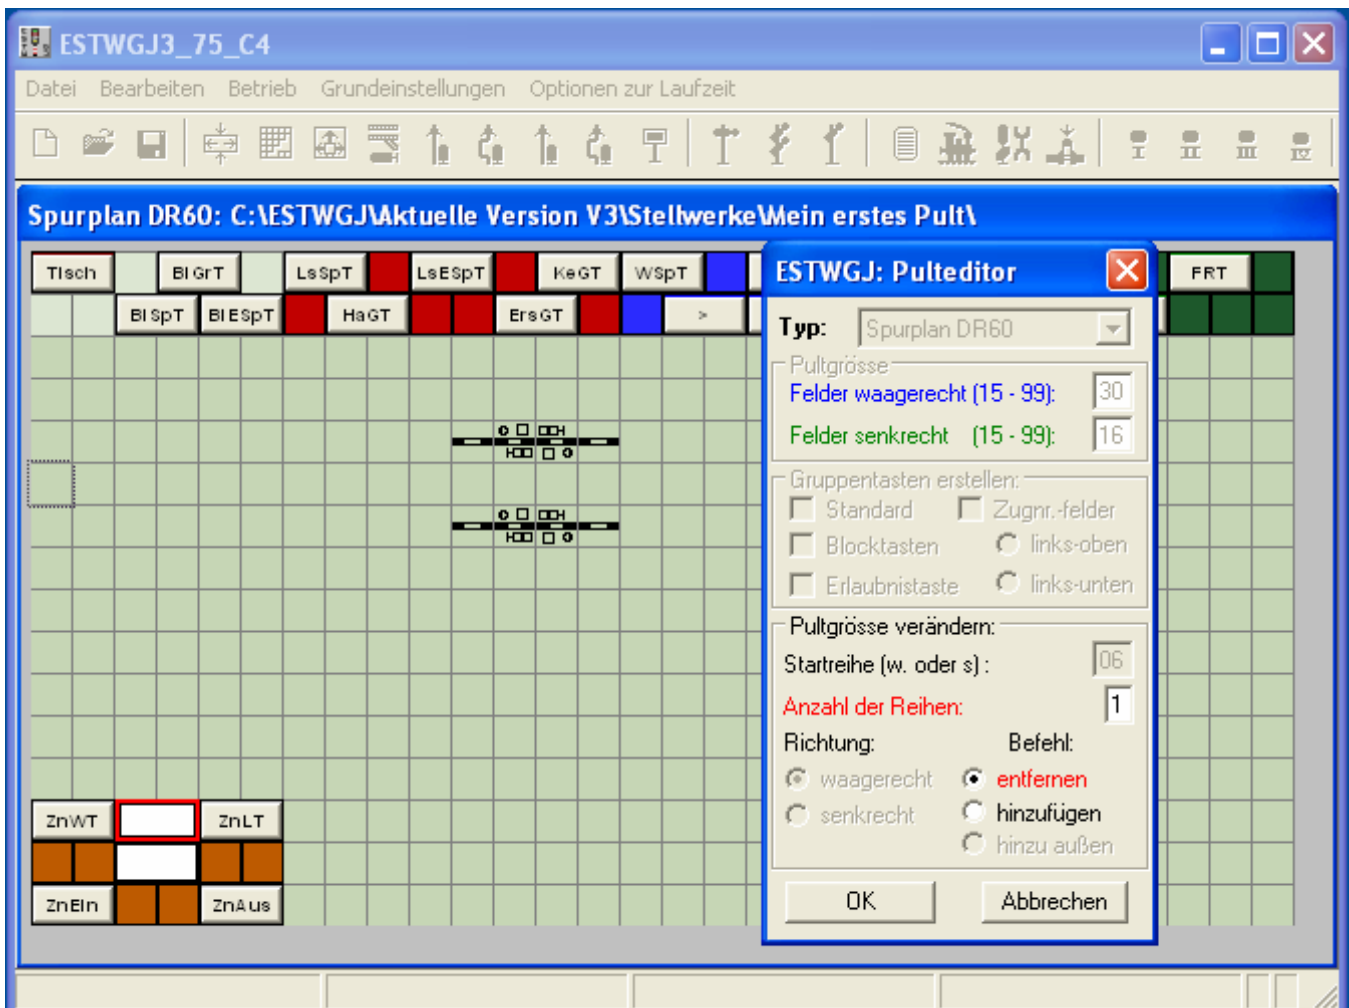 ESTWGJ3_75_C4
Datei Bearbeiten Betrieb Grundeinstellungen Optionen zur Laufzeit
I II III IV
Spurplan DR60: C:\ESTWGJ\Aktuelle Version V3\Stellwerke\Mein erstes Pult\
Tisch BlGrT LsSpT LsESpT KeGT WSpT FRT
BlSpT BlESpT HaGT ErsGT >
ESTWGJ: Pulteditor
Typ: Spurplan DR60
Pultgrösse
Felder waagerecht (15 - 99): 30
Felder senkrecht (15 - 99): 16
Gruppentasten erstellen:
Standard Zugnr.-felder
Blocktasten links-oben
Erlaubnistaste links-unten
Pultgrösse verändern:
Startreihe (w. oder s) : 06
Anzahl der Reihen: 1
Richtung: Befehl:
waagerecht entfernen
senkrecht hinzufügen
hinzu außen
OK Abbrechen
ZnWT ZnLT
ZnEin ZnAus